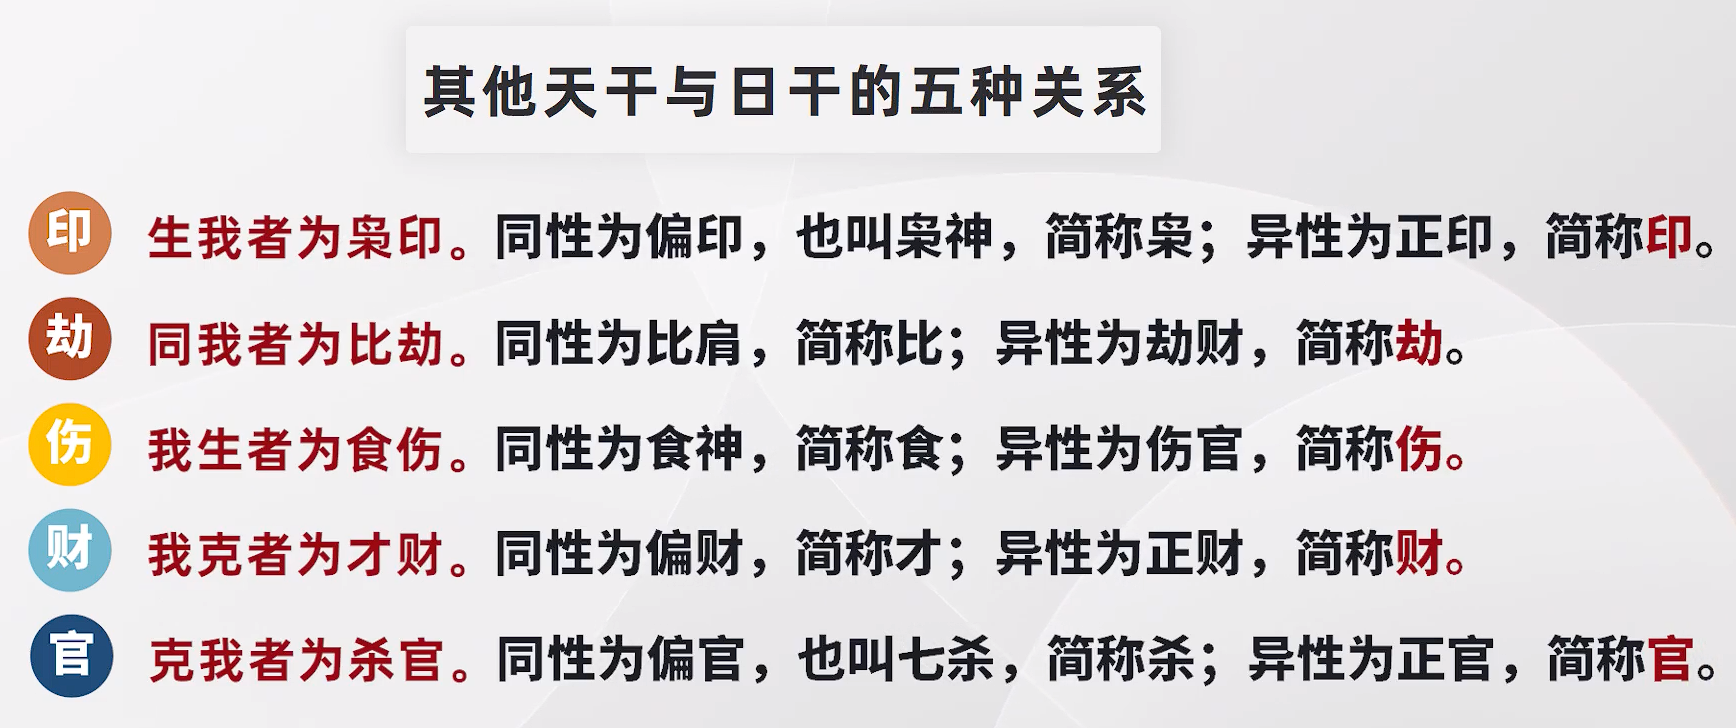 其他天干与日干的五种关系
印 生我者为枭印。同性为偏印，也叫枭神，简称枭；异性为正印，简称印。
劫 同我者为比劫。同性为比肩，简称比；异性为劫财，简称劫。
伤 我生者为食伤。同性为食神，简称食；异性为伤官，简称伤。
财 我克者为才财。同性为偏财，简称才；异性为正财，简称财。
官 克我者为杀官。同性为偏官，也叫七杀，简称杀；异性为正官，简称官。